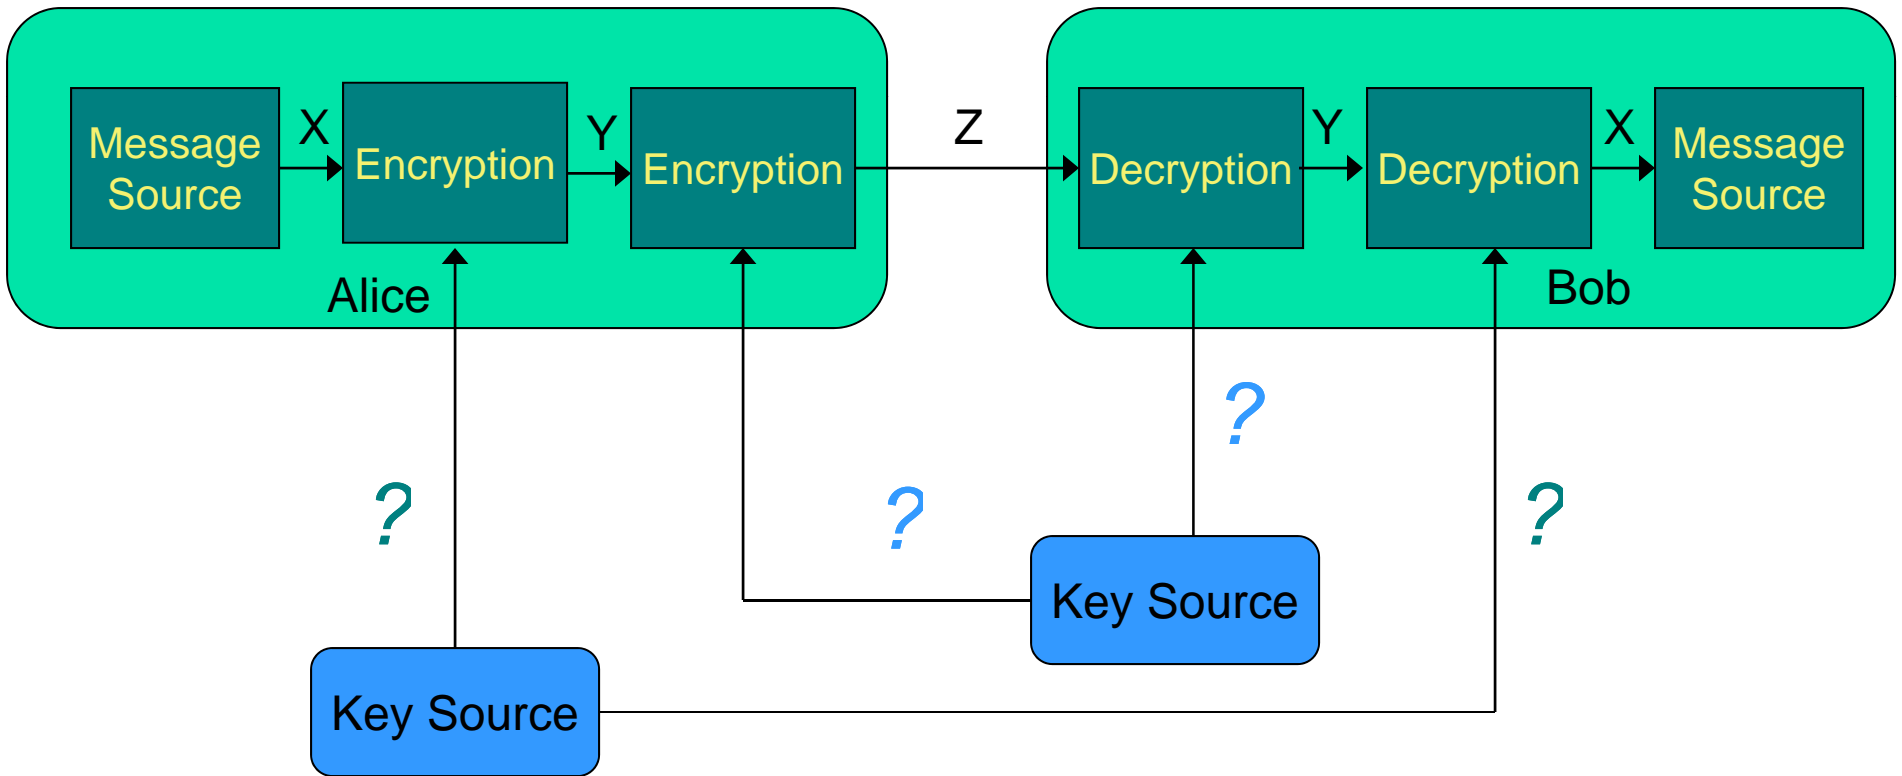 Message
Source
X
Encryption
Y
Encryption
Alice
Z
Decryption
Y
Decryption
X
Message
Source
Bob
?
?
?
?
Key Source
Key Source